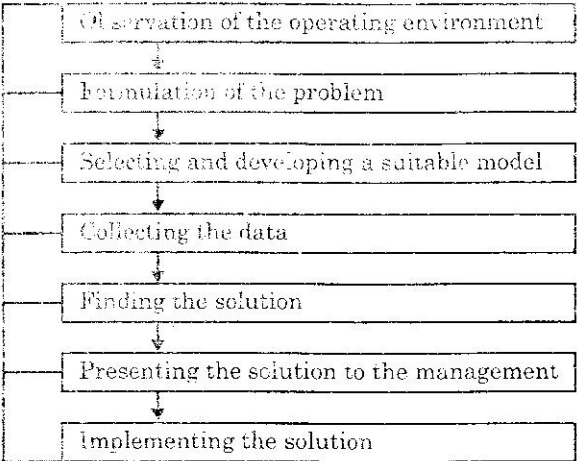 Observation of the operating environment
Formulation of the problem
Selecting and developing a suitable model
Collecting the data
Finding the solution
Presenting the solution to the management
Implementing the solution